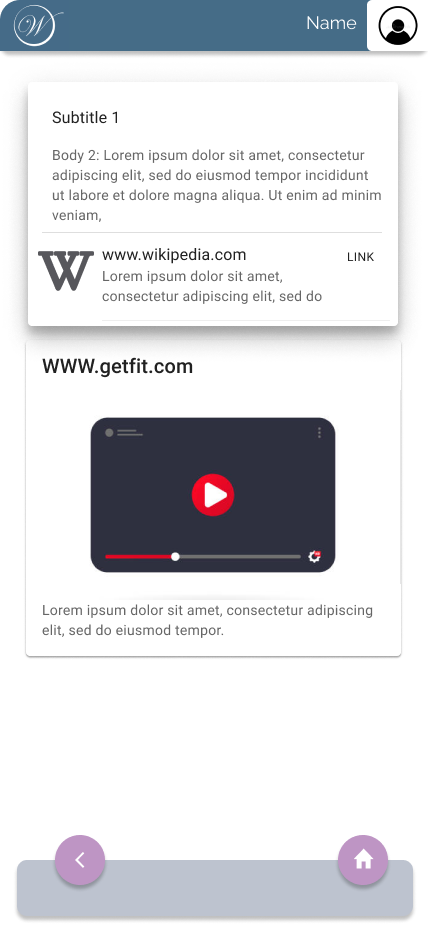 W
Name
Subtitle 1
Body 2: Lorem ipsum dolor sit amet, consectetur
adipiscing elit, sed do eiusmod tempor incididunt
ut labore et dolore magna aliqua. Ut enim ad minim
veniam,
W
www.wikipedia.com
LINK
Lorem ipsum dolor sit amet,
consectetur adipiscing elit, sed do
WWW.getfit.com
Lorem ipsum dolor sit amet, consectetur adipiscing
elit, sed do eiusmod tempor.